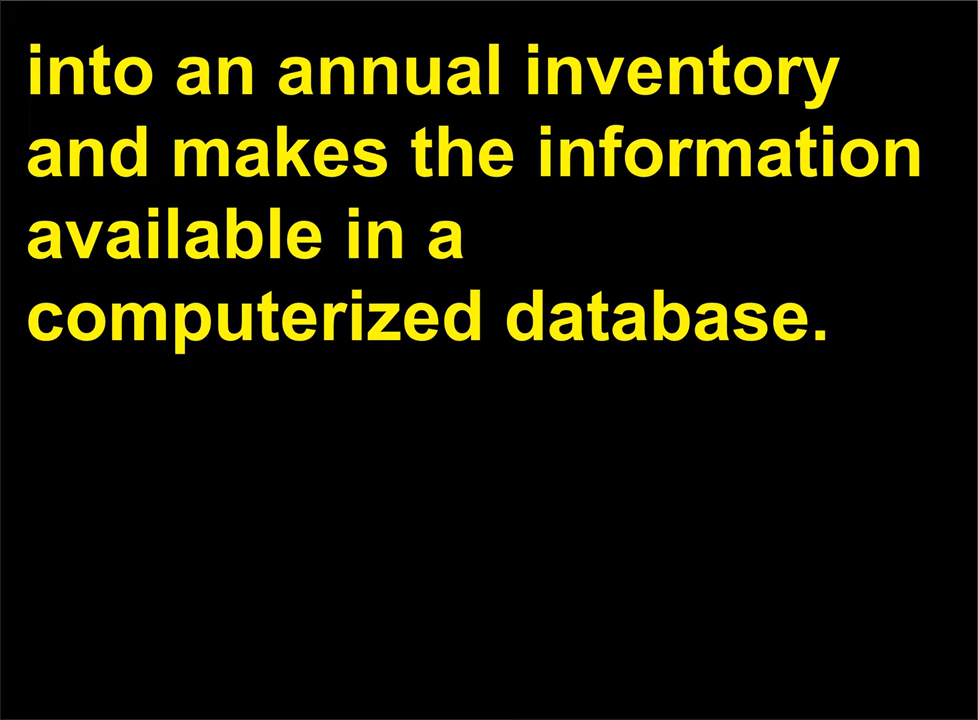 into an annual inventory
and makes the information
available in a
computerized database.